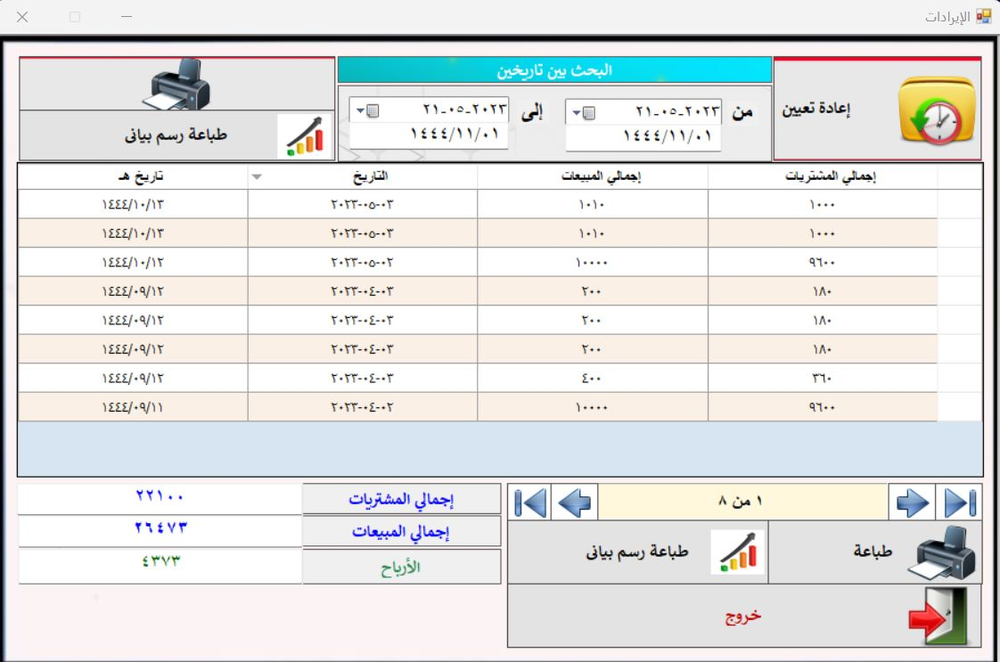 الإيرادات
إعادة تعيين
البحث بين تاريخين
من
٢١-٠٥-٢٠٢٣
١٤٤٤/١١/٠١
إلى
٢١-٠٥-٢٠٢٣
١٤٤٤/١١/٠١
طباعة رسم بيانى
إجمالي المشتريات إجمالي المبيعات التاريخ تاريخ هـ
١٠٠٠ ١٠١٠ ٢٠٢٣-٠٥-٠٣ ١٤٤٤/١٠/١٣
١٠٠٠ ١٠١٠ ٢٠٢٣-٠٥-٠٣ ١٤٤٤/١٠/١٣
٩٦٠٠ ١٠٠٠٠ ٢٠٢٣-٠٥-٠٢ ١٤٤٤/١٠/١٢
١٨٠ ٢٠٠ ٢٠٢٣-٠٤-٠٣ ١٤٤٤/٠٩/١٢
١٨٠ ٢٠٠ ٢٠٢٣-٠٤-٠٣ ١٤٤٤/٠٩/١٢
١٨٠ ٢٠٠ ٢٠٢٣-٠٤-٠٣ ١٤٤٤/٠٩/١٢
٣٦٠ ٤٠٠ ٢٠٢٣-٠٤-٠٣ ١٤٤٤/٠٩/١٢
٩٦٠٠ ١٠٠٠٠ ٢٠٢٣-٠٤-٠٢ ١٤٤٤/٠٩/١١
١ من ٨
طباعة
طباعة رسم بيانى
خروج
إجمالي المشتريات ٢٢١٠٠
إجمالي المبيعات ٢٦٤٧٣
الأرباح ٤٣٧٣